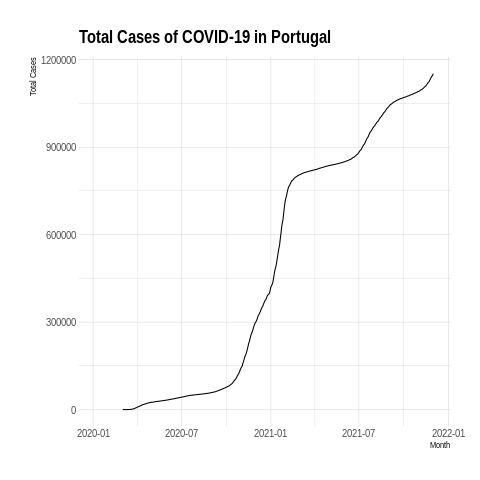 Total Cases of COVID-19 in Portugal
Total Cases
1200000
900000
600000
300000
0
2020-01 2020-07 2021-01 2021-07 2022-01
Month